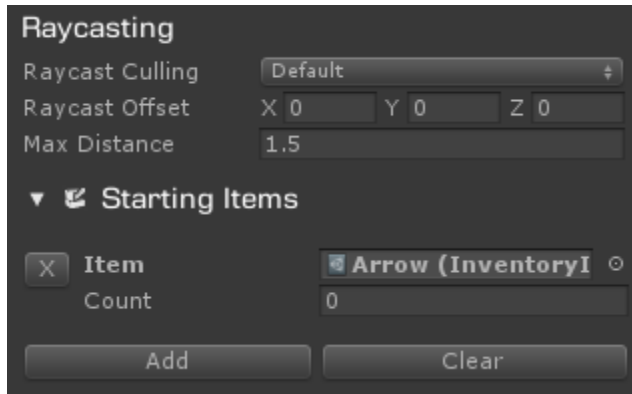 Raycasting
Raycast Culling Default
Raycast Offset X 0 Y 0 Z 0
Max Distance 1.5
Starting Items
X Item Arrow (InventoryI
Count 0
Add Clear